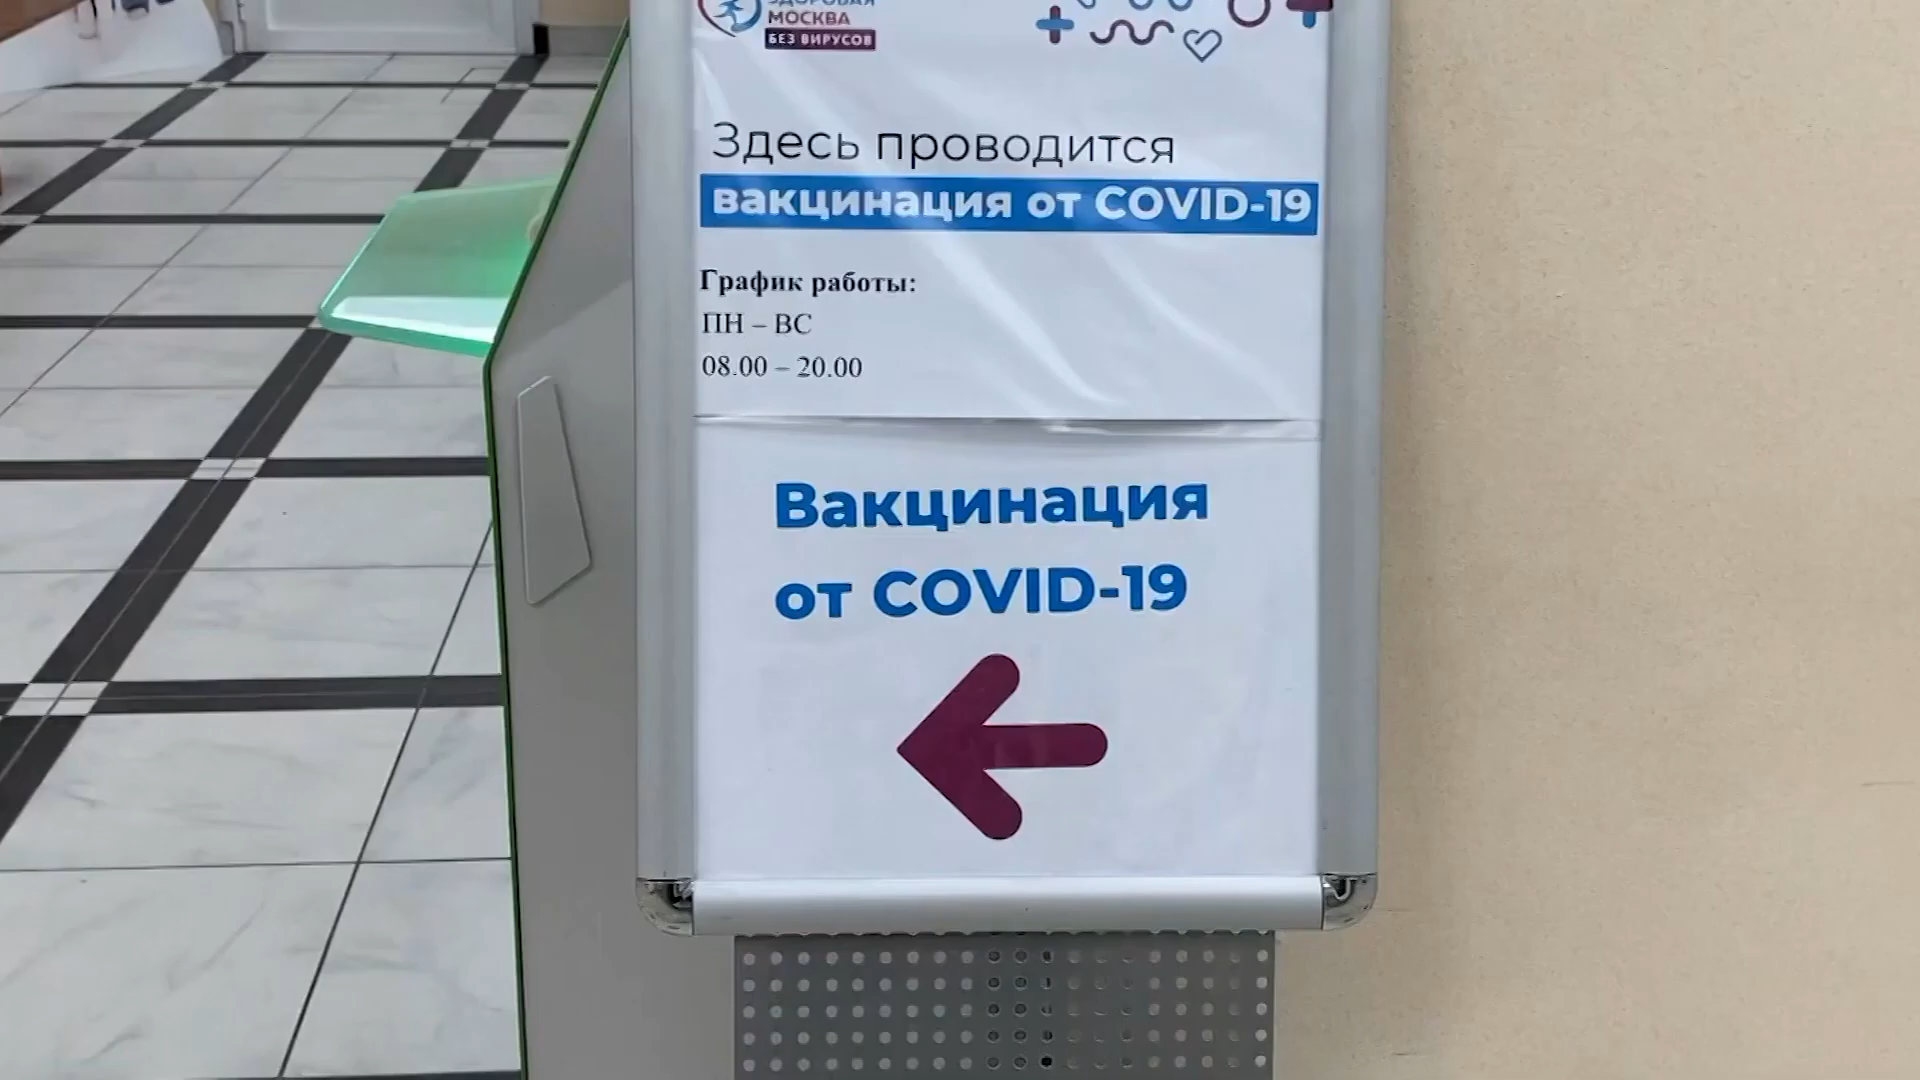 ЗДОРОВАЯ
МОСКВА
БЕЗ ВИРУСОВ
Здесь проводится
вакцинация от COVID-19
График работы:
ПН – ВС
08.00 – 20.00
Вакцинация
от COVID-19